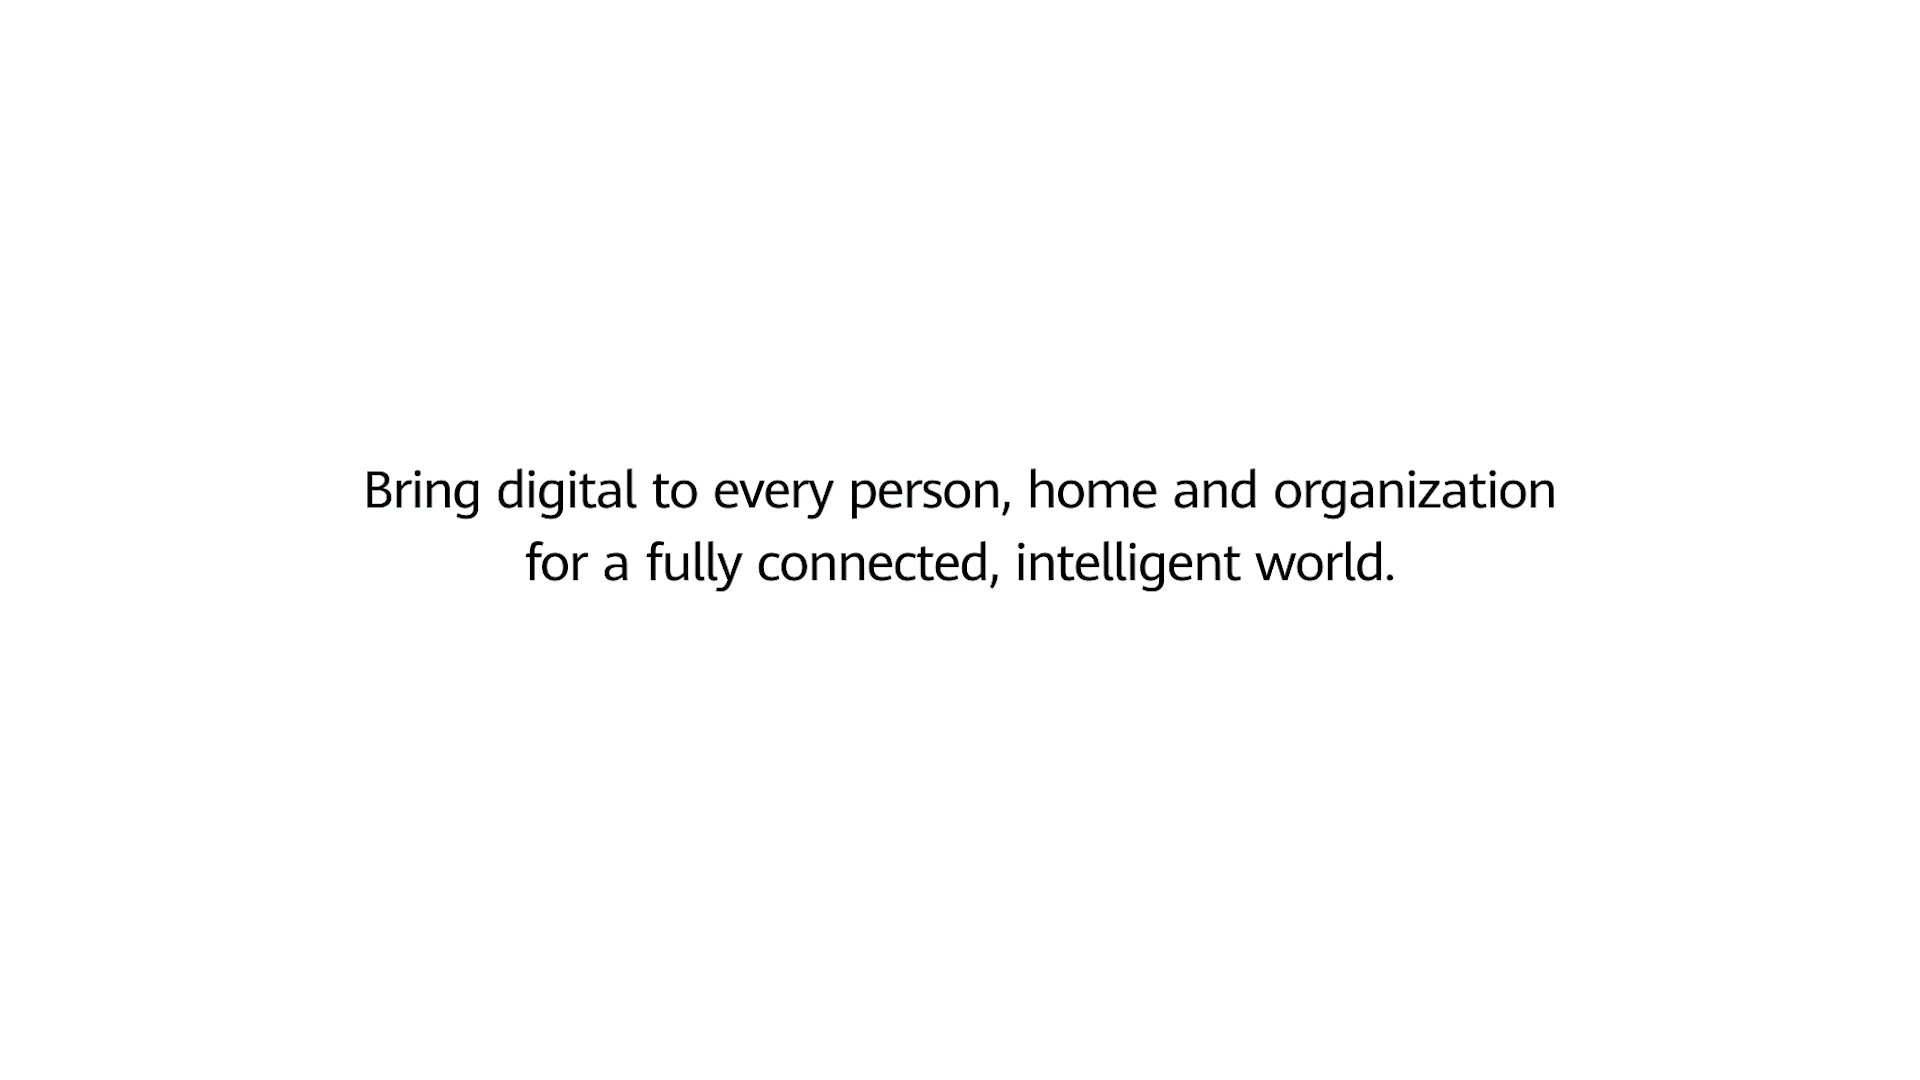 Bring digital to every person, home and organization
for a fully connected, intelligent world.